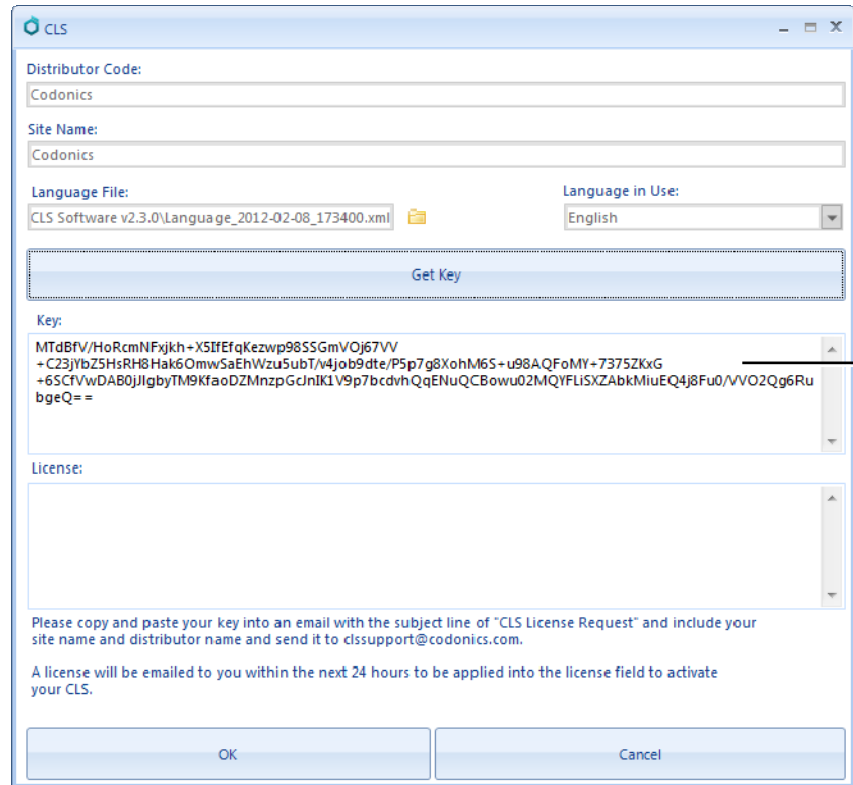 CLS
Distributor Code:
Codonics
Site Name:
Codonics
Language File:
Language in Use:
CLS Software v2.3.0\Language_2012-02-08_173400.xml
English
Get Key
Key:
MTdBfV/HoRcmNFxjkh+X5IfEfqKezwp98SSGmVOj67VV
+C23jYbZ5HsRH8Hak6OmwSaEhWzu5ubT/v4job9dte/P5p7g8XohM6S+u98AQFoMY+7375ZKxG
+6SCfVwDAB0jJIgbyTM9KfaoDZMnzpGcJnIK1V9p7bcdvhQqENuQCBowu02MQYFLiSXZAbkMiuEQ4j8Fu0/VVO2Qg6Ru
bgeQ==
License:
Please copy and paste your key into an email with the subject line of "CLS License Request" and include your
site name and distributor name and send it to clssupport@codonics.com.
A license will be emailed to you within the next 24 hours to be applied into the license field to activate
your CLS.
OK
Cancel